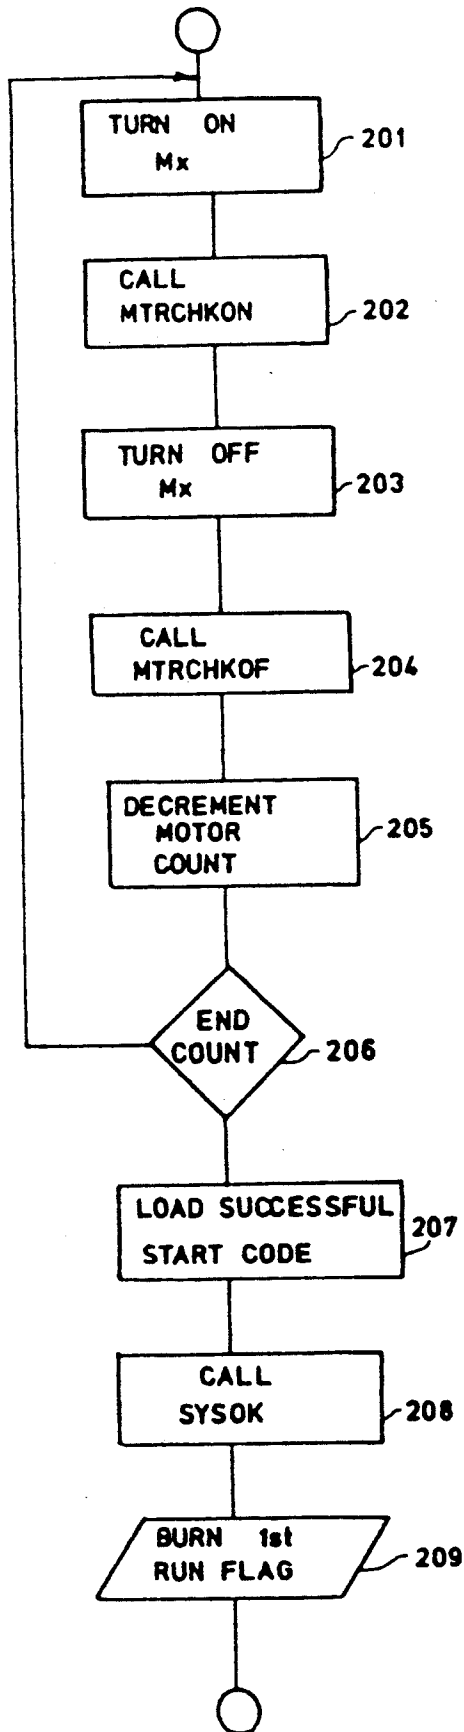 TURN ON
Mx
201
CALL
MTRCHKON
202
TURN OFF
Mx
203
CALL
MTRCHKOF
204
DECREMENT
MOTOR
COUNT
205
END
COUNT
206
LOAD SUCCESSFUL
START CODE
207
CALL
SYSOK
208
BURN 1st
RUN FLAG
209